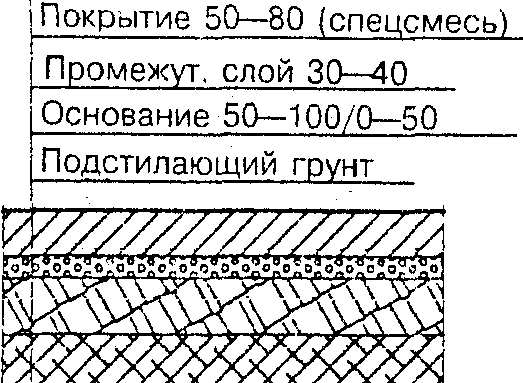 Покрытие 50—80 (спецсмесь)
Промежут. слой 30—40
Основание 50—100/0—50
Подстилающий грунт